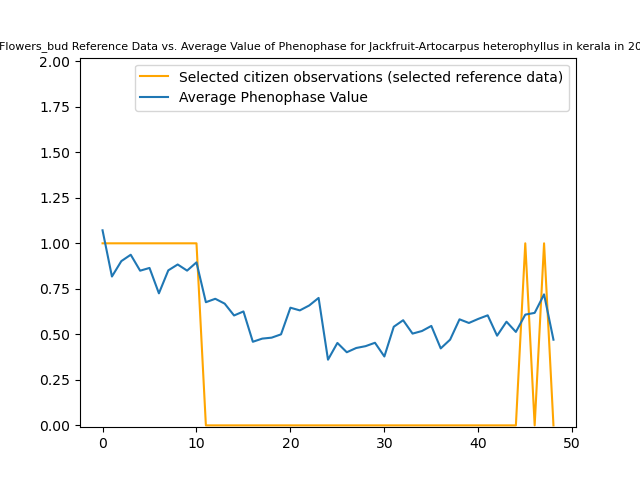 Flowers_bud Reference Data vs. Average Value of Phenophase for Jackfruit-Artocarpus heterophyllus in kerala in 20
Selected citizen observations (selected reference data)
Average Phenophase Value
2.00
1.75
1.50
1.25
1.00
0.75
0.50
0.25
0.00
0 10 20 30 40 50